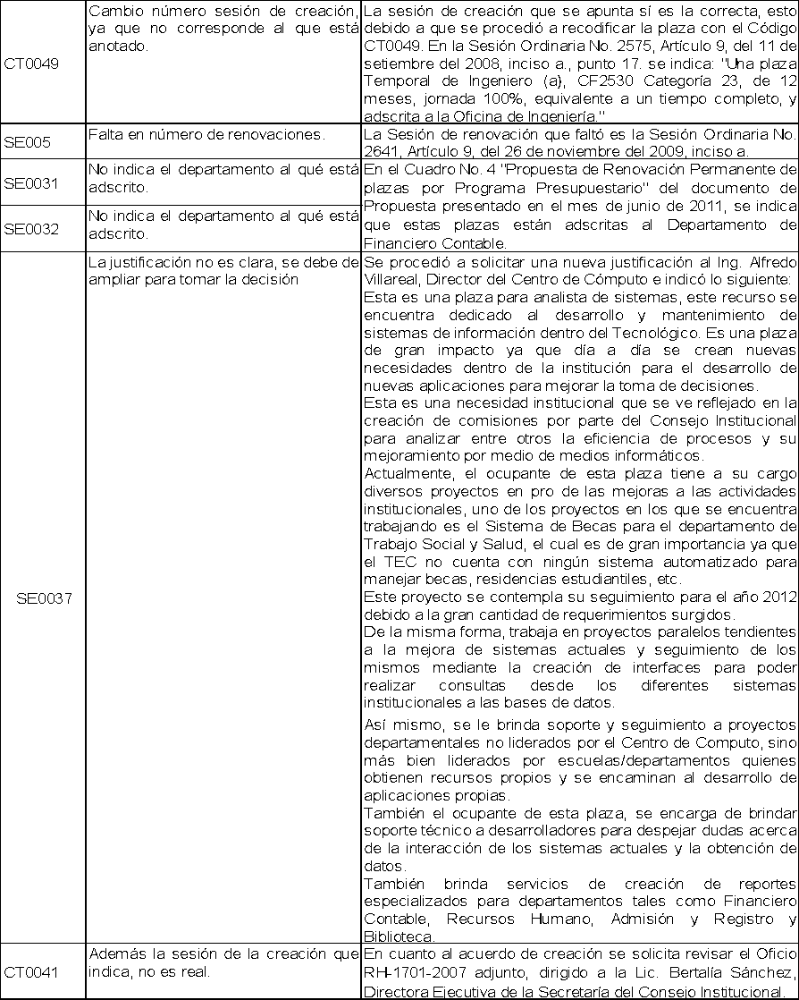 CT0049
Cambio número sesión de creación,
ya que no corresponde al que está
anotado.
La sesión de creación que se apunta sí es la correcta, esto
debido a que se procedió a recodificar la plaza con el Código
CT0049. En la Sesión Ordinaria No. 2575, Artículo 9, del 11 de
setiembre del 2008, inciso a., punto 17. se indica: "Una plaza
Temporal de Ingeniero (a), CF2530 Categoría 23, de 12
meses, jornada 100%, equivalente a un tiempo completo, y
adscrita a la Oficina de Ingeniería."
SE005
Falta en número de renovaciones.
La Sesión de renovación que faltó es la Sesión Ordinaria No.
2641, Artículo 9, del 26 de noviembre del 2009, inciso a.
SE0031
No indica el departamento al qué está
adscrito.
SE0032
No indica el departamento al qué está
adscrito.
En el Cuadro No. 4 "Propuesta de Renovación Permanente de
plazas por Programa Presupuestario" del documento de
Propuesta presentado en el mes de junio de 2011, se indica
que estas plazas están adscritas al Departamento de
Financiero Contable.
SE0037
La justificación no es clara, se debe de
ampliar para tomar la decisión
Se procedió a solicitar una nueva justificación al Ing. Alfredo
Villareal, Director del Centro de Cómputo e indicó lo siguiente:
Esta es una plaza para analista de sistemas, este recurso se
encuentra dedicado al desarrollo y mantenimiento de
sistemas de información dentro del Tecnológico. Es una plaza
de gran impacto ya que día a día se crean nuevas
necesidades dentro de la institución para el desarrollo de
nuevas aplicaciones para mejorar la toma de decisiones.
Esta es una necesidad institucional que se ve reflejado en la
creación de comisiones por parte del Consejo Institucional
para analizar entre otros la eficiencia de procesos y su
mejoramiento por medio de medios informáticos.
Actualmente, el ocupante de esta plaza tiene a su cargo
diversos proyectos en pro de las mejoras a las actividades
institucionales, uno de los proyectos en los que se encuentra
trabajando es el Sistema de Becas para el departamento de
Trabajo Social y Salud, el cual es de gran importancia ya que
el TEC no cuenta con ningún sistema automatizado para
manejar becas, residencias estudiantiles, etc.
Este proyecto se contempla su seguimiento para el año 2012
debido a la gran cantidad de requerimientos surgidos.
De la misma forma, trabaja en proyectos paralelos tendientes
a la mejora de sistemas actuales y seguimiento de los
mismos mediante la creación de interfaces para poder
realizar consultas desde los diferentes sistemas
institucionales a las bases de datos.
Así mismo, se le brinda soporte y seguimiento a proyectos
departamentales no liderados por el Centro de Computo, sino
más bien liderados por escuelas/departamentos quienes
obtienen recursos propios y se encaminan al desarrollo de
aplicaciones propias.
También el ocupante de esta plaza, se encarga de brindar
soporte técnico a desarrolladores para despejar dudas acerca
de la interacción de los sistemas actuales y la obtención de
datos.
También brinda servicios de creación de reportes
especializados para departamentos tales como Financiero
Contable, Recursos Humano, Admisión y Registro y
Biblioteca.
CT0041
Además la sesión de la creación que
indica, no es real.
En cuanto al acuerdo de creación se solicita revisar el Oficio
RH-1701-2007 adjunto, dirigido a la Lic. Bertalía Sánchez,
Directora Ejecutiva de la Secretaría del Consejo Institucional.